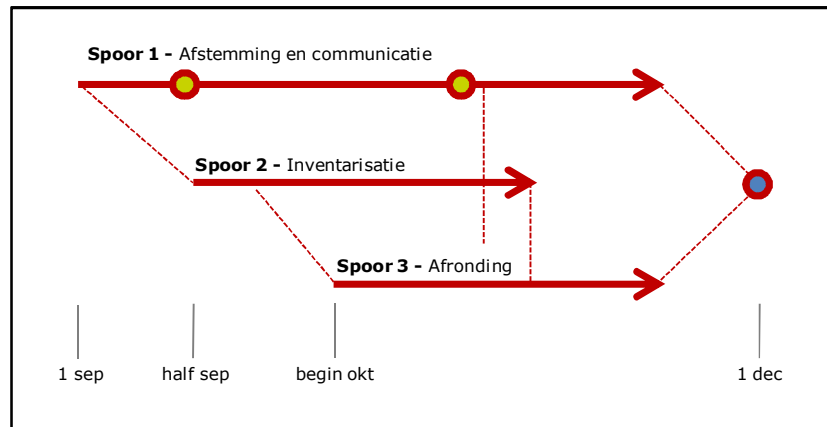 Spoor 1 - Afstemming en communicatie
Spoor 2 - Inventarisatie
Spoor 3 - Afronding
1 sep
half sep
begin okt
1 dec